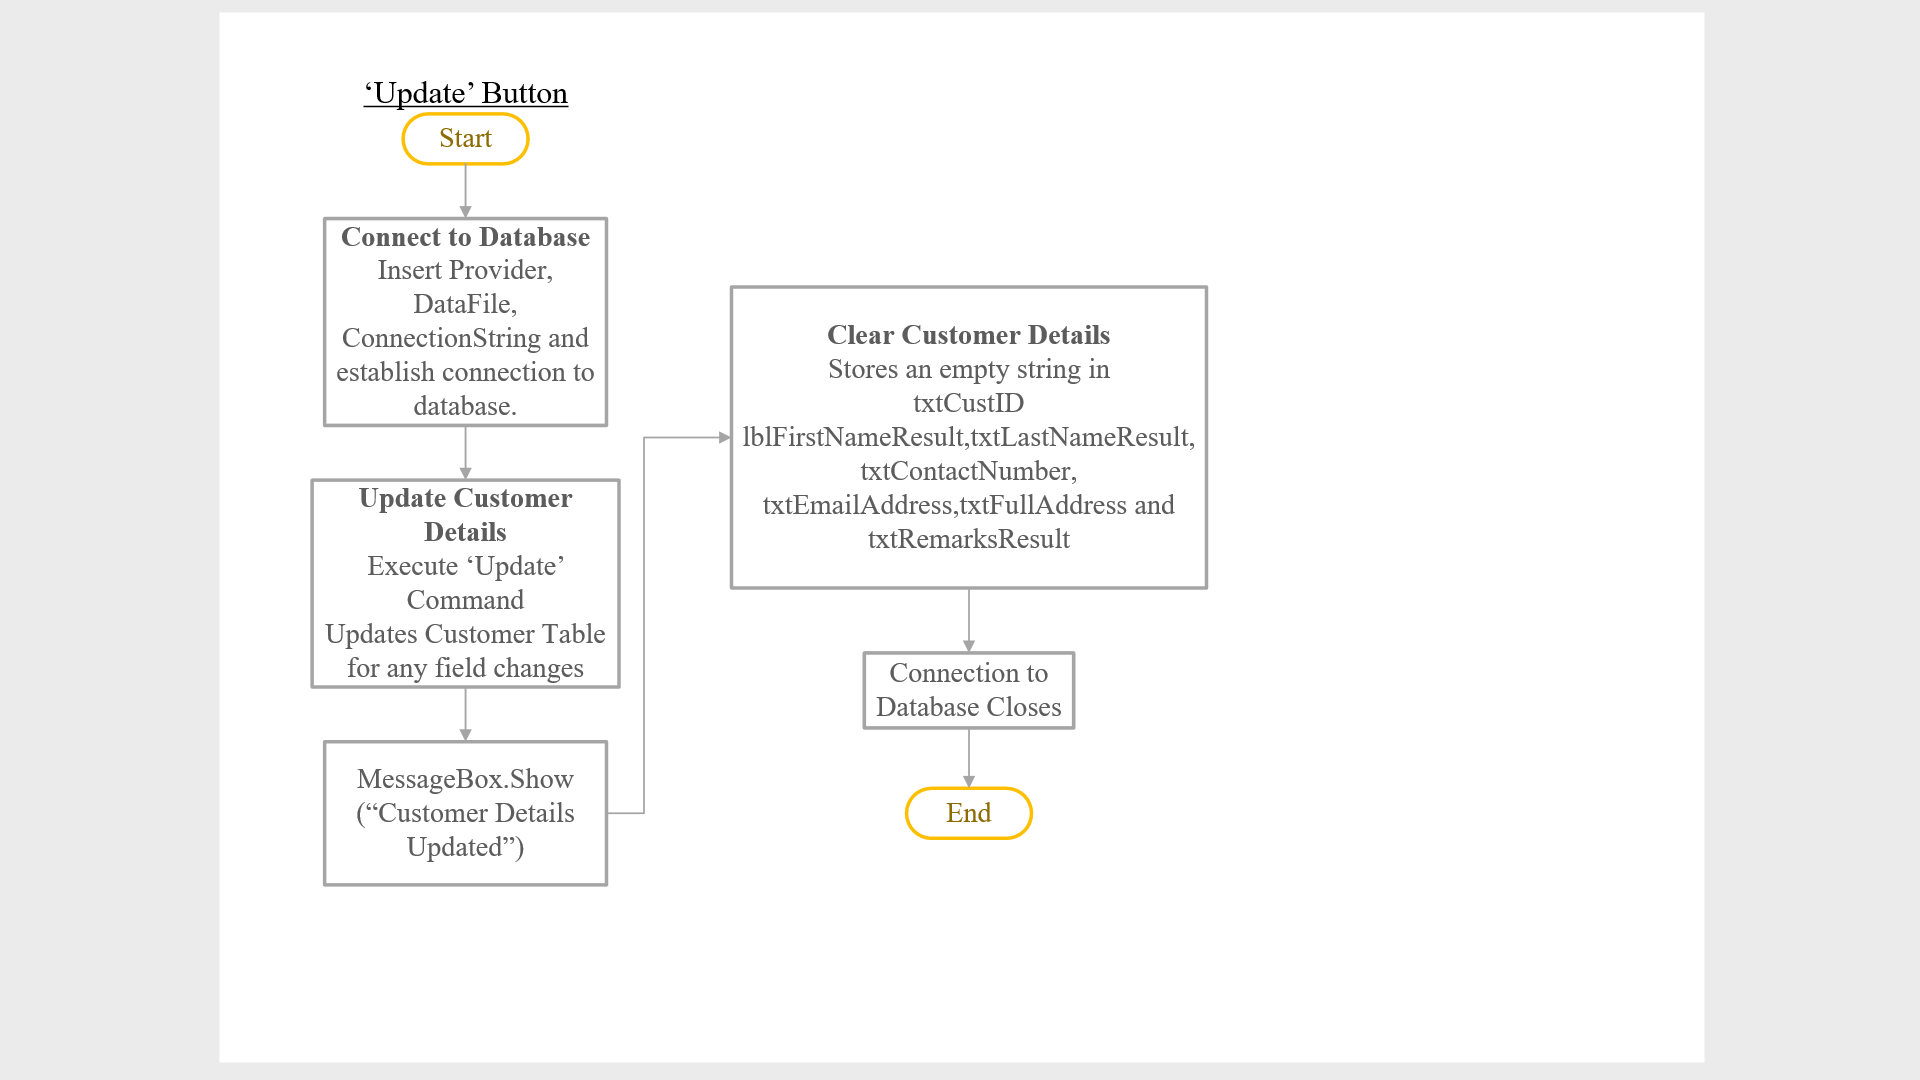 ‘Update’ Button
Start
Connect to Database
Insert Provider,
DataFile,
ConnectionString and
establish connection to
database.
Update Customer
Details
Execute ‘Update’
Command
Updates Customer Table
for any field changes
MessageBox.Show
(“Customer Details
Updated”)
Clear Customer Details
Stores an empty string in
txtCustID
lblFirstNameResult,txtLastNameResult,
txtContactNumber,
txtEmailAddress,txtFullAddress and
txtRemarksResult
Connection to
Database Closes
End